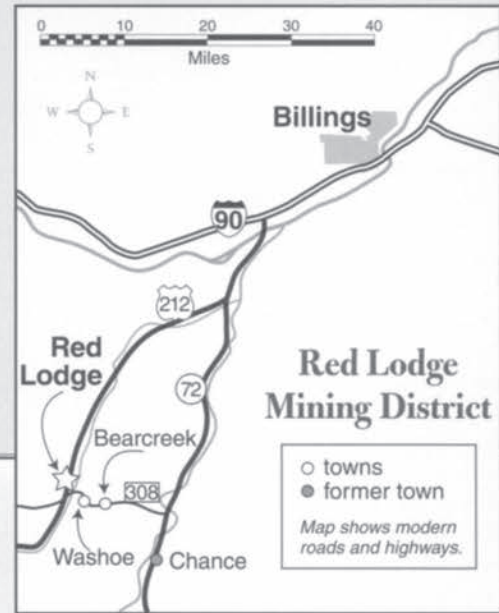 0 10 20 30 40
Miles
N
W E
S
Billings
90
212
Red
Lodge
72
Red Lodge
Mining District
Bearcreek
308
Washoe
Chance
towns
former town
Map shows modern
roads and highways.